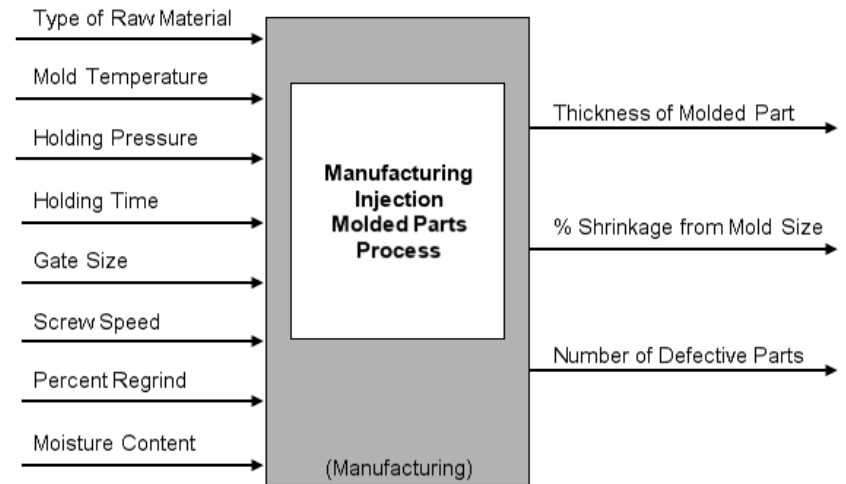 Type of Raw Material
Mold Temperature
Holding Pressure
Holding Time
Gate Size
Screw Speed
Percent Regrind
Moisture Content
Manufacturing
Injection
Molded Parts
Process
(Manufacturing)
Thickness of Molded Part
% Shrinkage from Mold Size
Number of Defective Parts